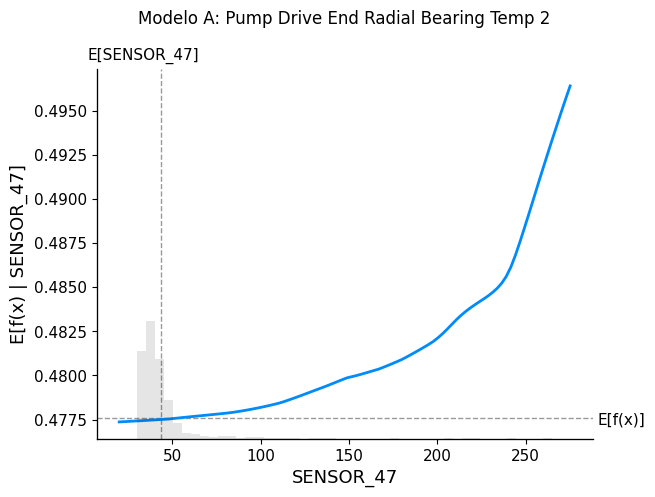 Modelo A: Pump Drive End Radial Bearing Temp 2
E[SENSOR_47]
0.4950
0.4925
0.4900
0.4875
0.4850
0.4825
0.4800
0.4775
E[f(x) | SENSOR_47]
E[f(x)]
50 100 150 200 250
SENSOR_47